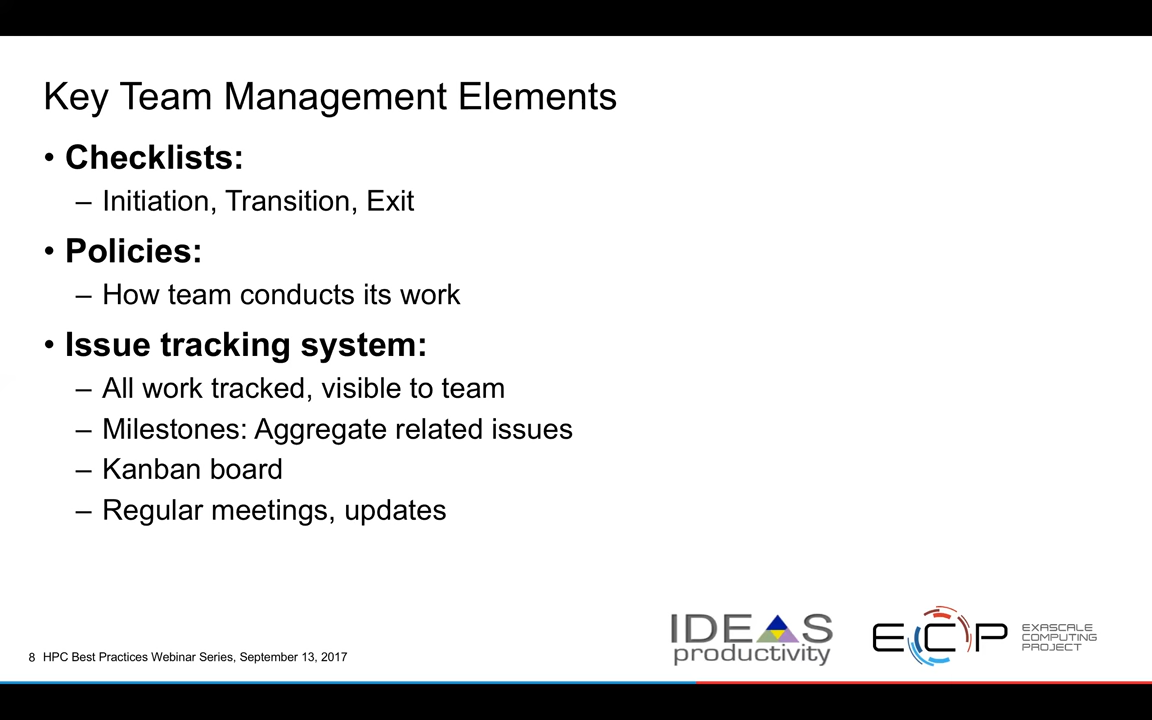 Key Team Management Elements
• Checklists:
– Initiation, Transition, Exit
• Policies:
– How team conducts its work
• Issue tracking system:
– All work tracked, visible to team
– Milestones: Aggregate related issues
– Kanban board
– Regular meetings, updates
8 HPC Best Practices Webinar Series, September 13, 2017
IDEAS
productivity
ECP
EXASCALE
COMPUTING
PROJECT